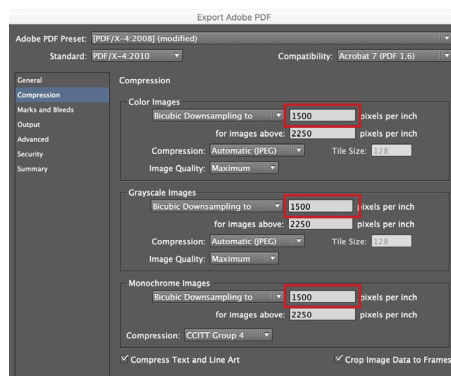 Export Adobe PDF
Adobe PDF Preset: [PDF/X-4:2008] (modified)
Standard: PDF/X-4:2010 Compatibility: Acrobat 7 (PDF 1.6)
General
Compression
Marks and Bleeds
Output
Advanced
Security
Summary
Compression
Color Images
Bicubic Downsampling to 1500 pixels per inch
for images above: 2250 pixels per inch
Compression: Automatic (JPEG) Tile Size: 128
Image Quality: Maximum
Grayscale Images
Bicubic Downsampling to 1500 pixels per inch
for images above: 2250 pixels per inch
Compression: Automatic (JPEG) Tile Size: 128
Image Quality: Maximum
Monochrome Images
Bicubic Downsampling to 1500 pixels per inch
for images above: 2250 pixels per inch
Compression: CCITT Group 4
Compress Text and Line Art Crop Image Data to Frames